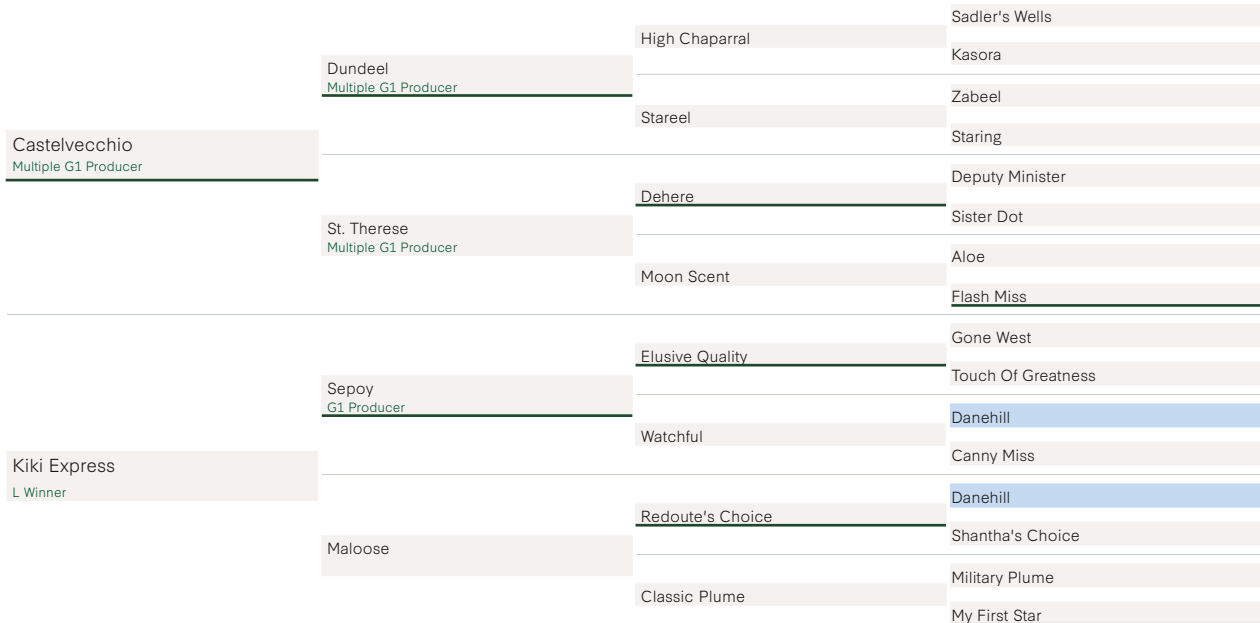 Castelvecchio
Multiple G1 Producer
Kiki Express
L Winner
Dundeel
Multiple G1 Producer
St. Therese
Multiple G1 Producer
Sepoy
G1 Producer
Maloose
High Chaparral
Stareel
Dehere
Moon Scent
Elusive Quality
Watchful
Redoute's Choice
Classic Plume
Sadler's Wells
Kasora
Zabeel
Staring
Deputy Minister
Sister Dot
Aloe
Flash Miss
Gone West
Touch Of Greatness
Danehill
Canny Miss
Danehill
Shantha's Choice
Military Plume
My First Star